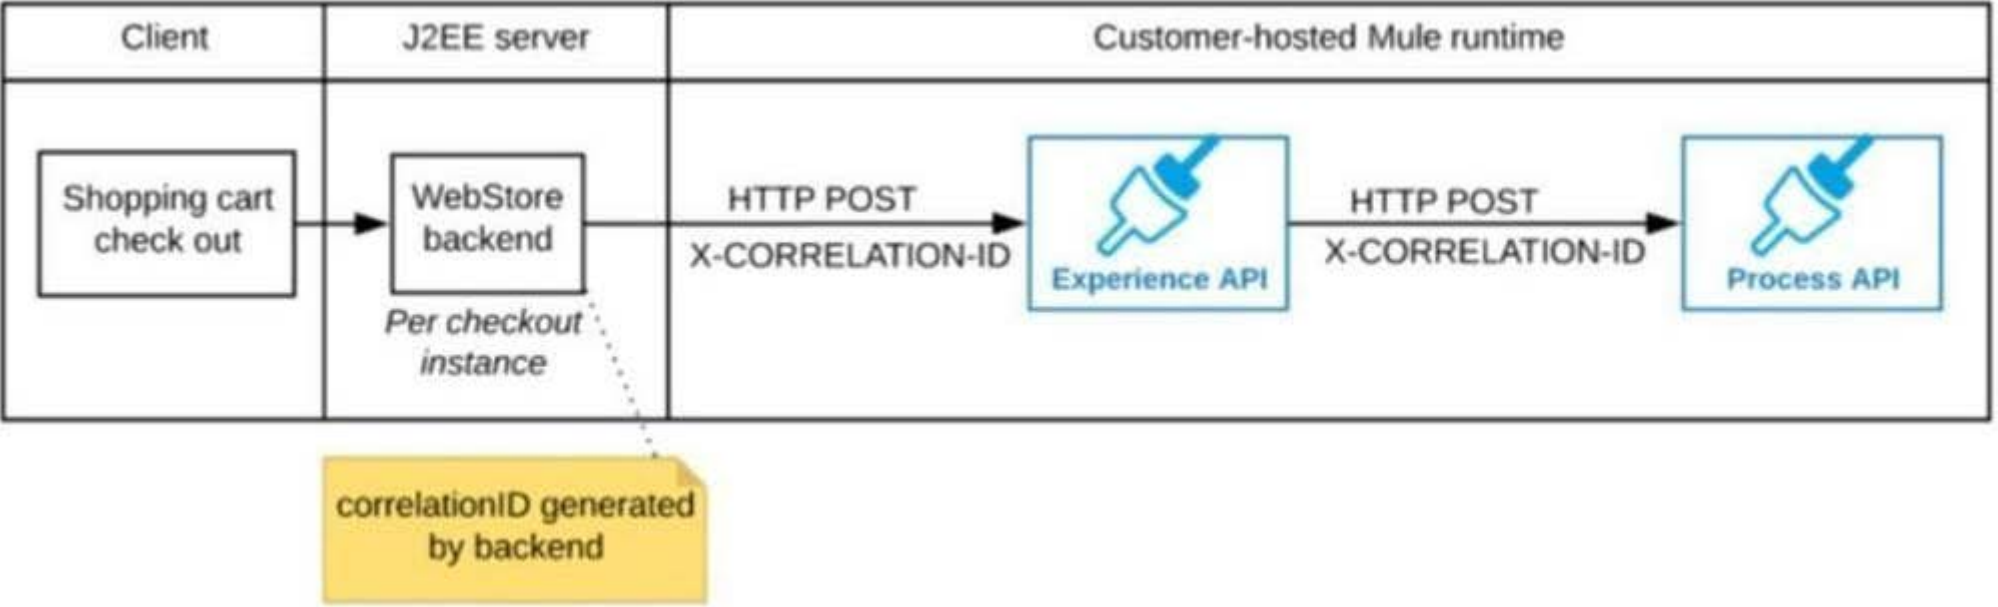 Client
J2EE server
Customer-hosted Mule runtime
Shopping cart
check out
WebStore
backend
Per checkout
instance
HTTP POST
X-CORRELATION-ID
Experience API
HTTP POST
X-CORRELATION-ID
Process API
correlationID generated
by backend